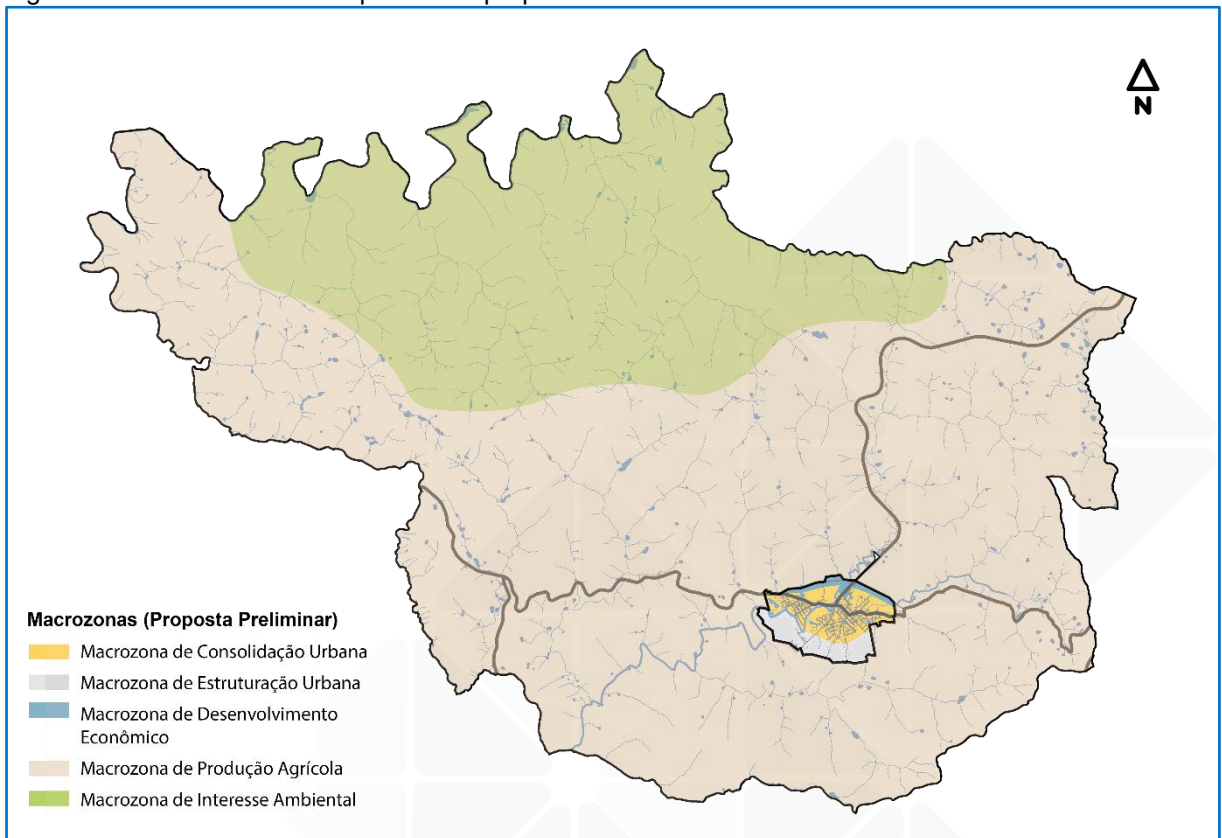 N
Macrozonas (Proposta Preliminar)
Macrozona de Consolidação Urbana
Macrozona de Estruturação Urbana
Macrozona de Desenvolvimento
Econômico
Macrozona de Produção Agrícola
Macrozona de Interesse Ambiental